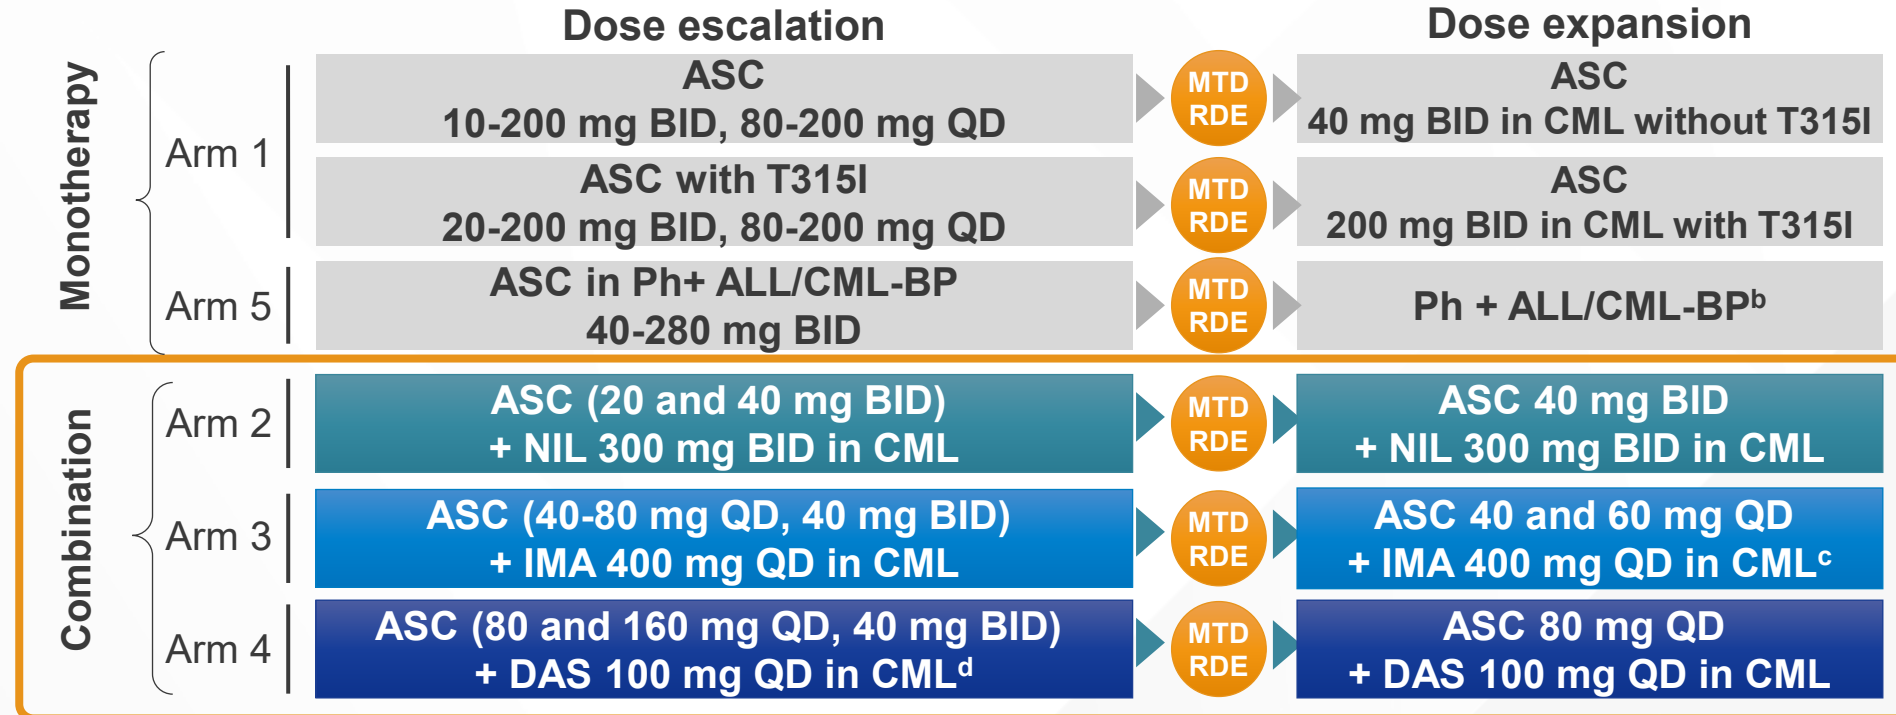 Dose escalation
Dose expansion
Monotherapy
Arm 1
ASC
10-200 mg BID, 80-200 mg QD
MTD
RDE
ASC
40 mg BID in CML without T315I
ASC with T315I
20-200 mg BID, 80-200 mg QD
MTD
RDE
ASC
200 mg BID in CML with T315I
Arm 5
ASC in Ph+ ALL/CML-BP
40-280 mg BID
MTD
RDE
Ph + ALL/CML-BPᵇ
Combination
Arm 2
ASC (20 and 40 mg BID)
+ NIL 300 mg BID in CML
MTD
RDE
ASC 40 mg BID
+ NIL 300 mg BID in CML
Arm 3
ASC (40-80 mg QD, 40 mg BID)
+ IMA 400 mg QD in CML
MTD
RDE
ASC 40 and 60 mg QD
+ IMA 400 mg QD in CMLᶜ
Arm 4
ASC (80 and 160 mg QD, 40 mg BID)
+ DAS 100 mg QD in CMLᵈ
MTD
RDE
ASC 80 mg QD
+ DAS 100 mg QD in CML